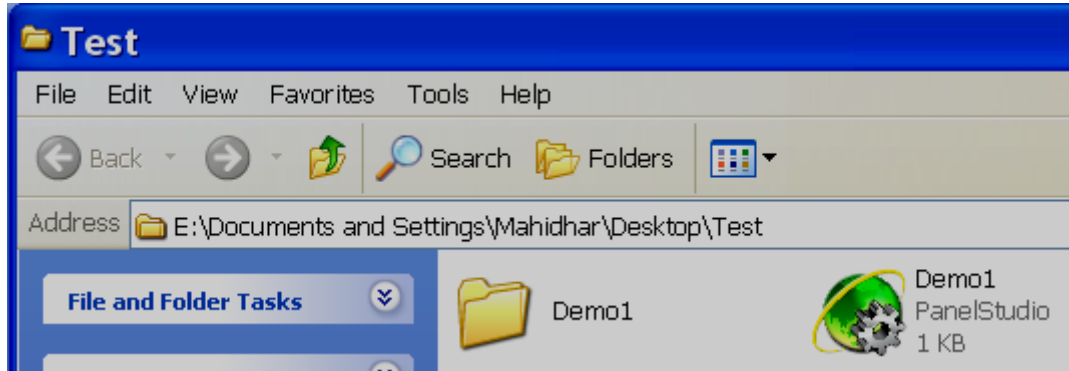 Test
File Edit View Favorites Tools Help
Back Search Folders
Address E:\Documents and Settings\Mahidhar\Desktop\Test
File and Folder Tasks
Demo1
Demo1
PanelStudio
1 KB